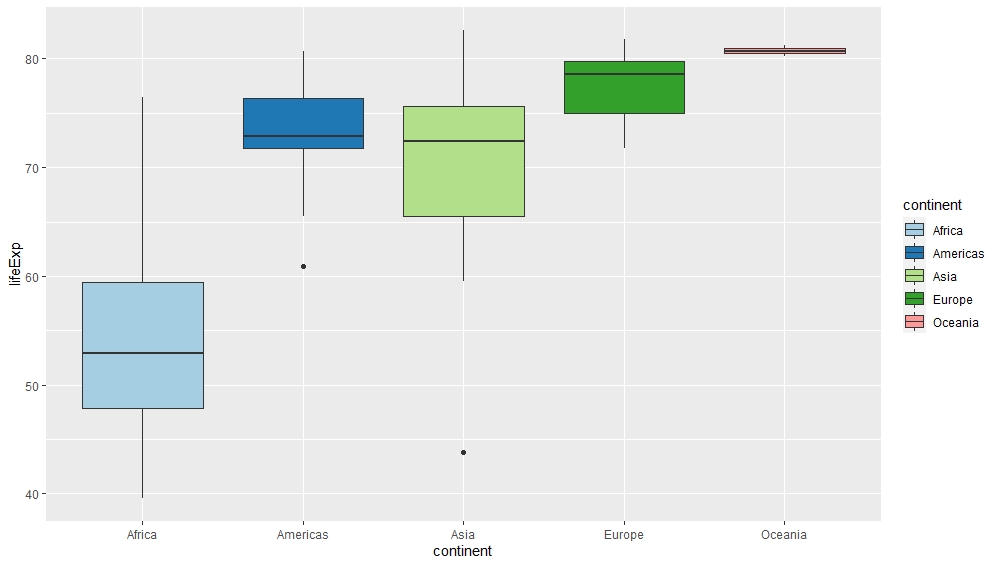 80
70
60
50
40
lifeExp
Africa
Americas
Asia
Europe
Oceania
continent
continent
Africa
Americas
Asia
Europe
Oceania